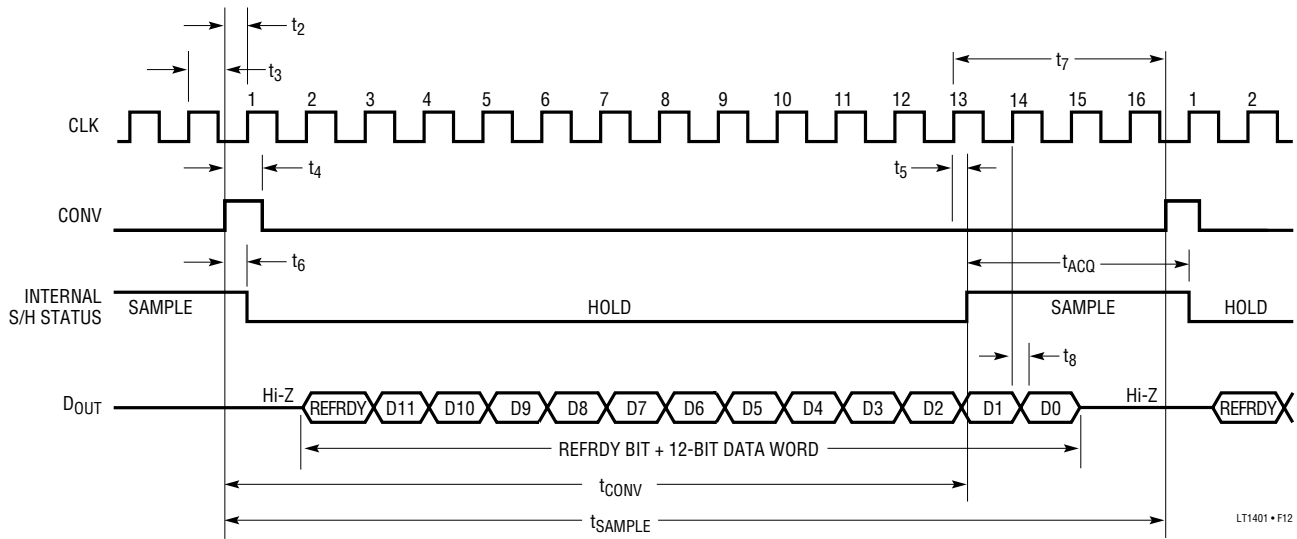 t2
t3
t7
1 2 3 4 5 6 7 8 9 10 11 12 13 14 15 16 1 2
CLK
t4
t5
CONV
t6
tACQ
INTERNAL S/H STATUS
SAMPLE HOLD SAMPLE HOLD
t8
DOUT Hi-Z REFRDY D11 D10 D9 D8 D7 D6 D5 D4 D3 D2 D1 D0 Hi-Z REFRDY
REFRDY BIT + 12-BIT DATA WORD
tCONV
tSAMPLE
LT1401 • F12